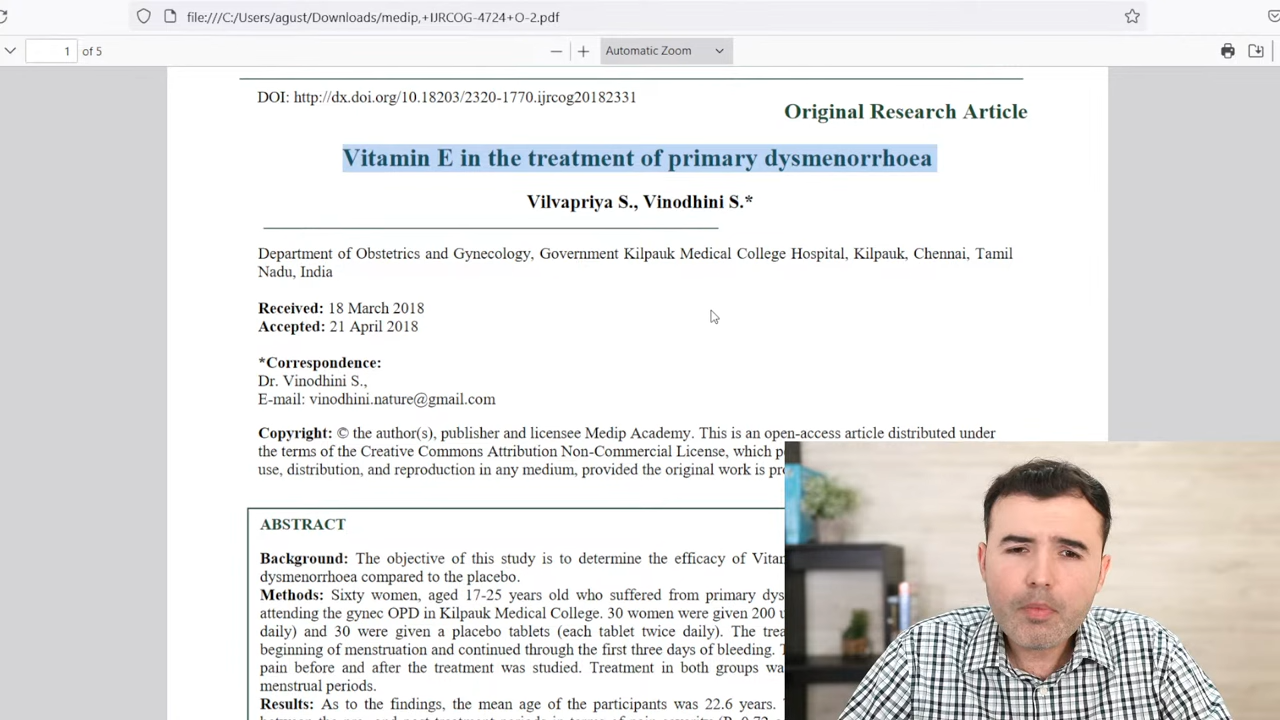 file:///C:/Users/agust/Downloads/medip,+IJRCOG-4724+O-2.pdf
1 of 5
Automatic Zoom
DOI: http://dx.doi.org/10.18203/2320-1770.ijrcog20182331
Original Research Article
Vitamin E in the treatment of primary dysmenorrhoea
Vilvapriya S., Vinodhini S.*
Department of Obstetrics and Gynecology, Government Kilpauk Medical College Hospital, Kilpauk, Chennai, Tamil
Nadu, India
Received: 18 March 2018
Accepted: 21 April 2018
*Correspondence:
Dr. Vinodhini S.,
E-mail: vinodhini.nature@gmail.com
Copyright: © the author(s), publisher and licensee Medip Academy. This is an open-access article distributed under
the terms of the Creative Commons Attribution Non-Commercial License, which
use, distribution, and reproduction in any medium, provided the original work is
ABSTRACT
Background: The objective of this study is to determine the efficacy of
dysmenorrhoea compared to the placebo.
Methods: Sixty women, aged 17-25 years old who suffered from primary
attending the gynec OPD in Kilpauk Medical College. 30 women were given 200
daily) and 30 were given a placebo tablets (each tablet twice daily). The
beginning of menstruation and continued through the first three days of bleeding.
pain before and after the treatment was studied. Treatment in both groups
menstrual periods.
Results: As to the findings, the mean age of the participants was 22.6 years.